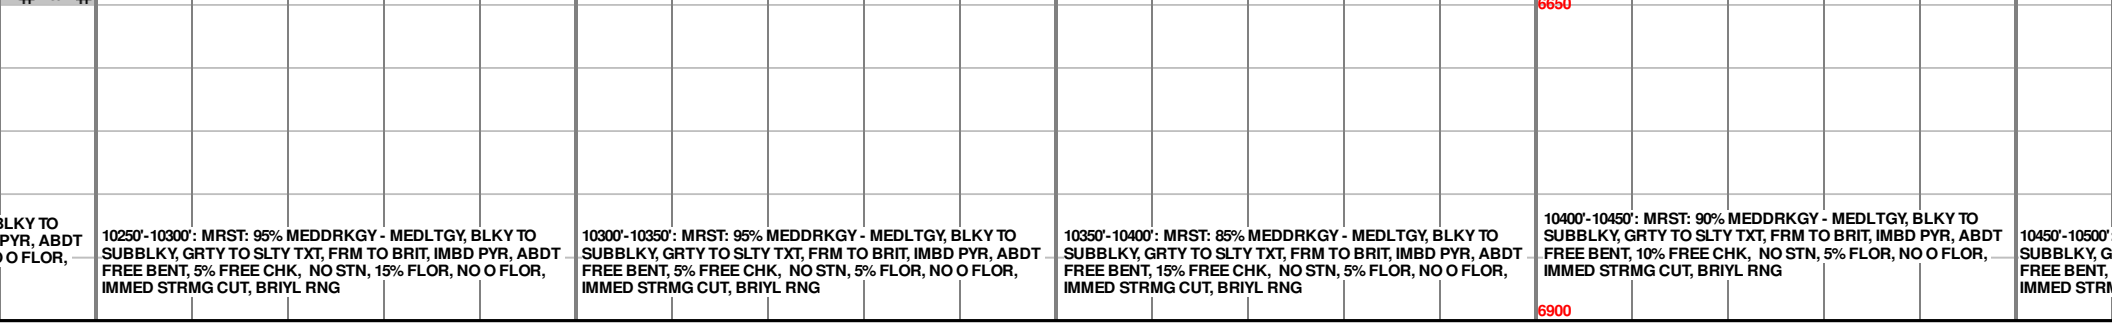 6650
BLKY TO
PYR, ABDT
O FLOR,
10250'-10300': MRST: 95% MEDDRKGY - MEDLTGY, BLKY TO
SUBBLKY, GRTY TO SLTY TXT, FRM TO BRIT, IMBD PYR, ABDT
FREE BENT, 5% FREE CHK, NO STN, 15% FLOR, NO O FLOR,
IMMED STRMG CUT, BRIYL RNG
10300'-10350': MRST: 95% MEDDRKGY - MEDLTGY, BLKY TO
SUBBLKY, GRTY TO SLTY TXT, FRM TO BRIT, IMBD PYR, ABDT
FREE BENT, 5% FREE CHK, NO STN, 5% FLOR, NO O FLOR,
IMMED STRMG CUT, BRIYL RNG
10350'-10400': MRST: 85% MEDDRKGY - MEDLTGY, BLKY TO
SUBBLKY, GRTY TO SLTY TXT, FRM TO BRIT, IMBD PYR, ABDT
FREE BENT, 15% FREE CHK, NO STN, 5% FLOR, NO O FLOR,
IMMED STRMG CUT, BRIYL RNG
10400'-10450': MRST: 90% MEDDRKGY - MEDLTGY, BLKY TO
SUBBLKY, GRTY TO SLTY TXT, FRM TO BRIT, IMBD PYR, ABDT
FREE BENT, 10% FREE CHK, NO STN, 5% FLOR, NO O FLOR,
IMMED STRMG CUT, BRIYL RNG
6900
10450'-10500'
SUBBLKY, G
FREE BENT,
IMMED STRM